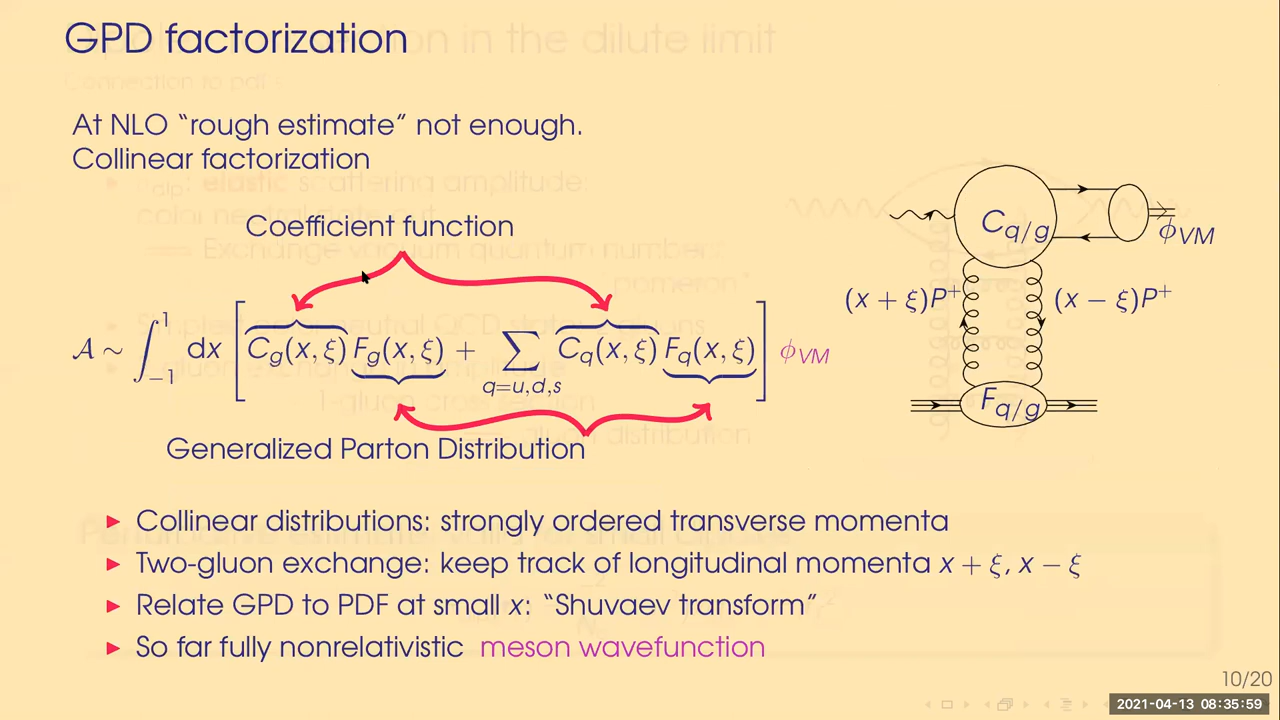 GPD factorization
At NLO “rough estimate” not enough.
Collinear factorization
Coefficient function
𝒜 ∼ ∫₋₁¹ dx [ C_g(x, ξ) F_g(x, ξ) + ∑_{q=u,d,s} C_q(x, ξ) F_q(x, ξ) ] ϕ_VM
Generalized Parton Distribution
C_{q/g}
ϕ_VM
(x + ξ)P⁺
(x − ξ)P⁺
F_{q/g}
Collinear distributions: strongly ordered transverse momenta
Two-gluon exchange: keep track of longitudinal momenta x + ξ, x − ξ
Relate GPD to PDF at small x: “Shuvaev transform”
So far fully nonrelativistic meson wavefunction
10/20
2021-04-13 08:35:59